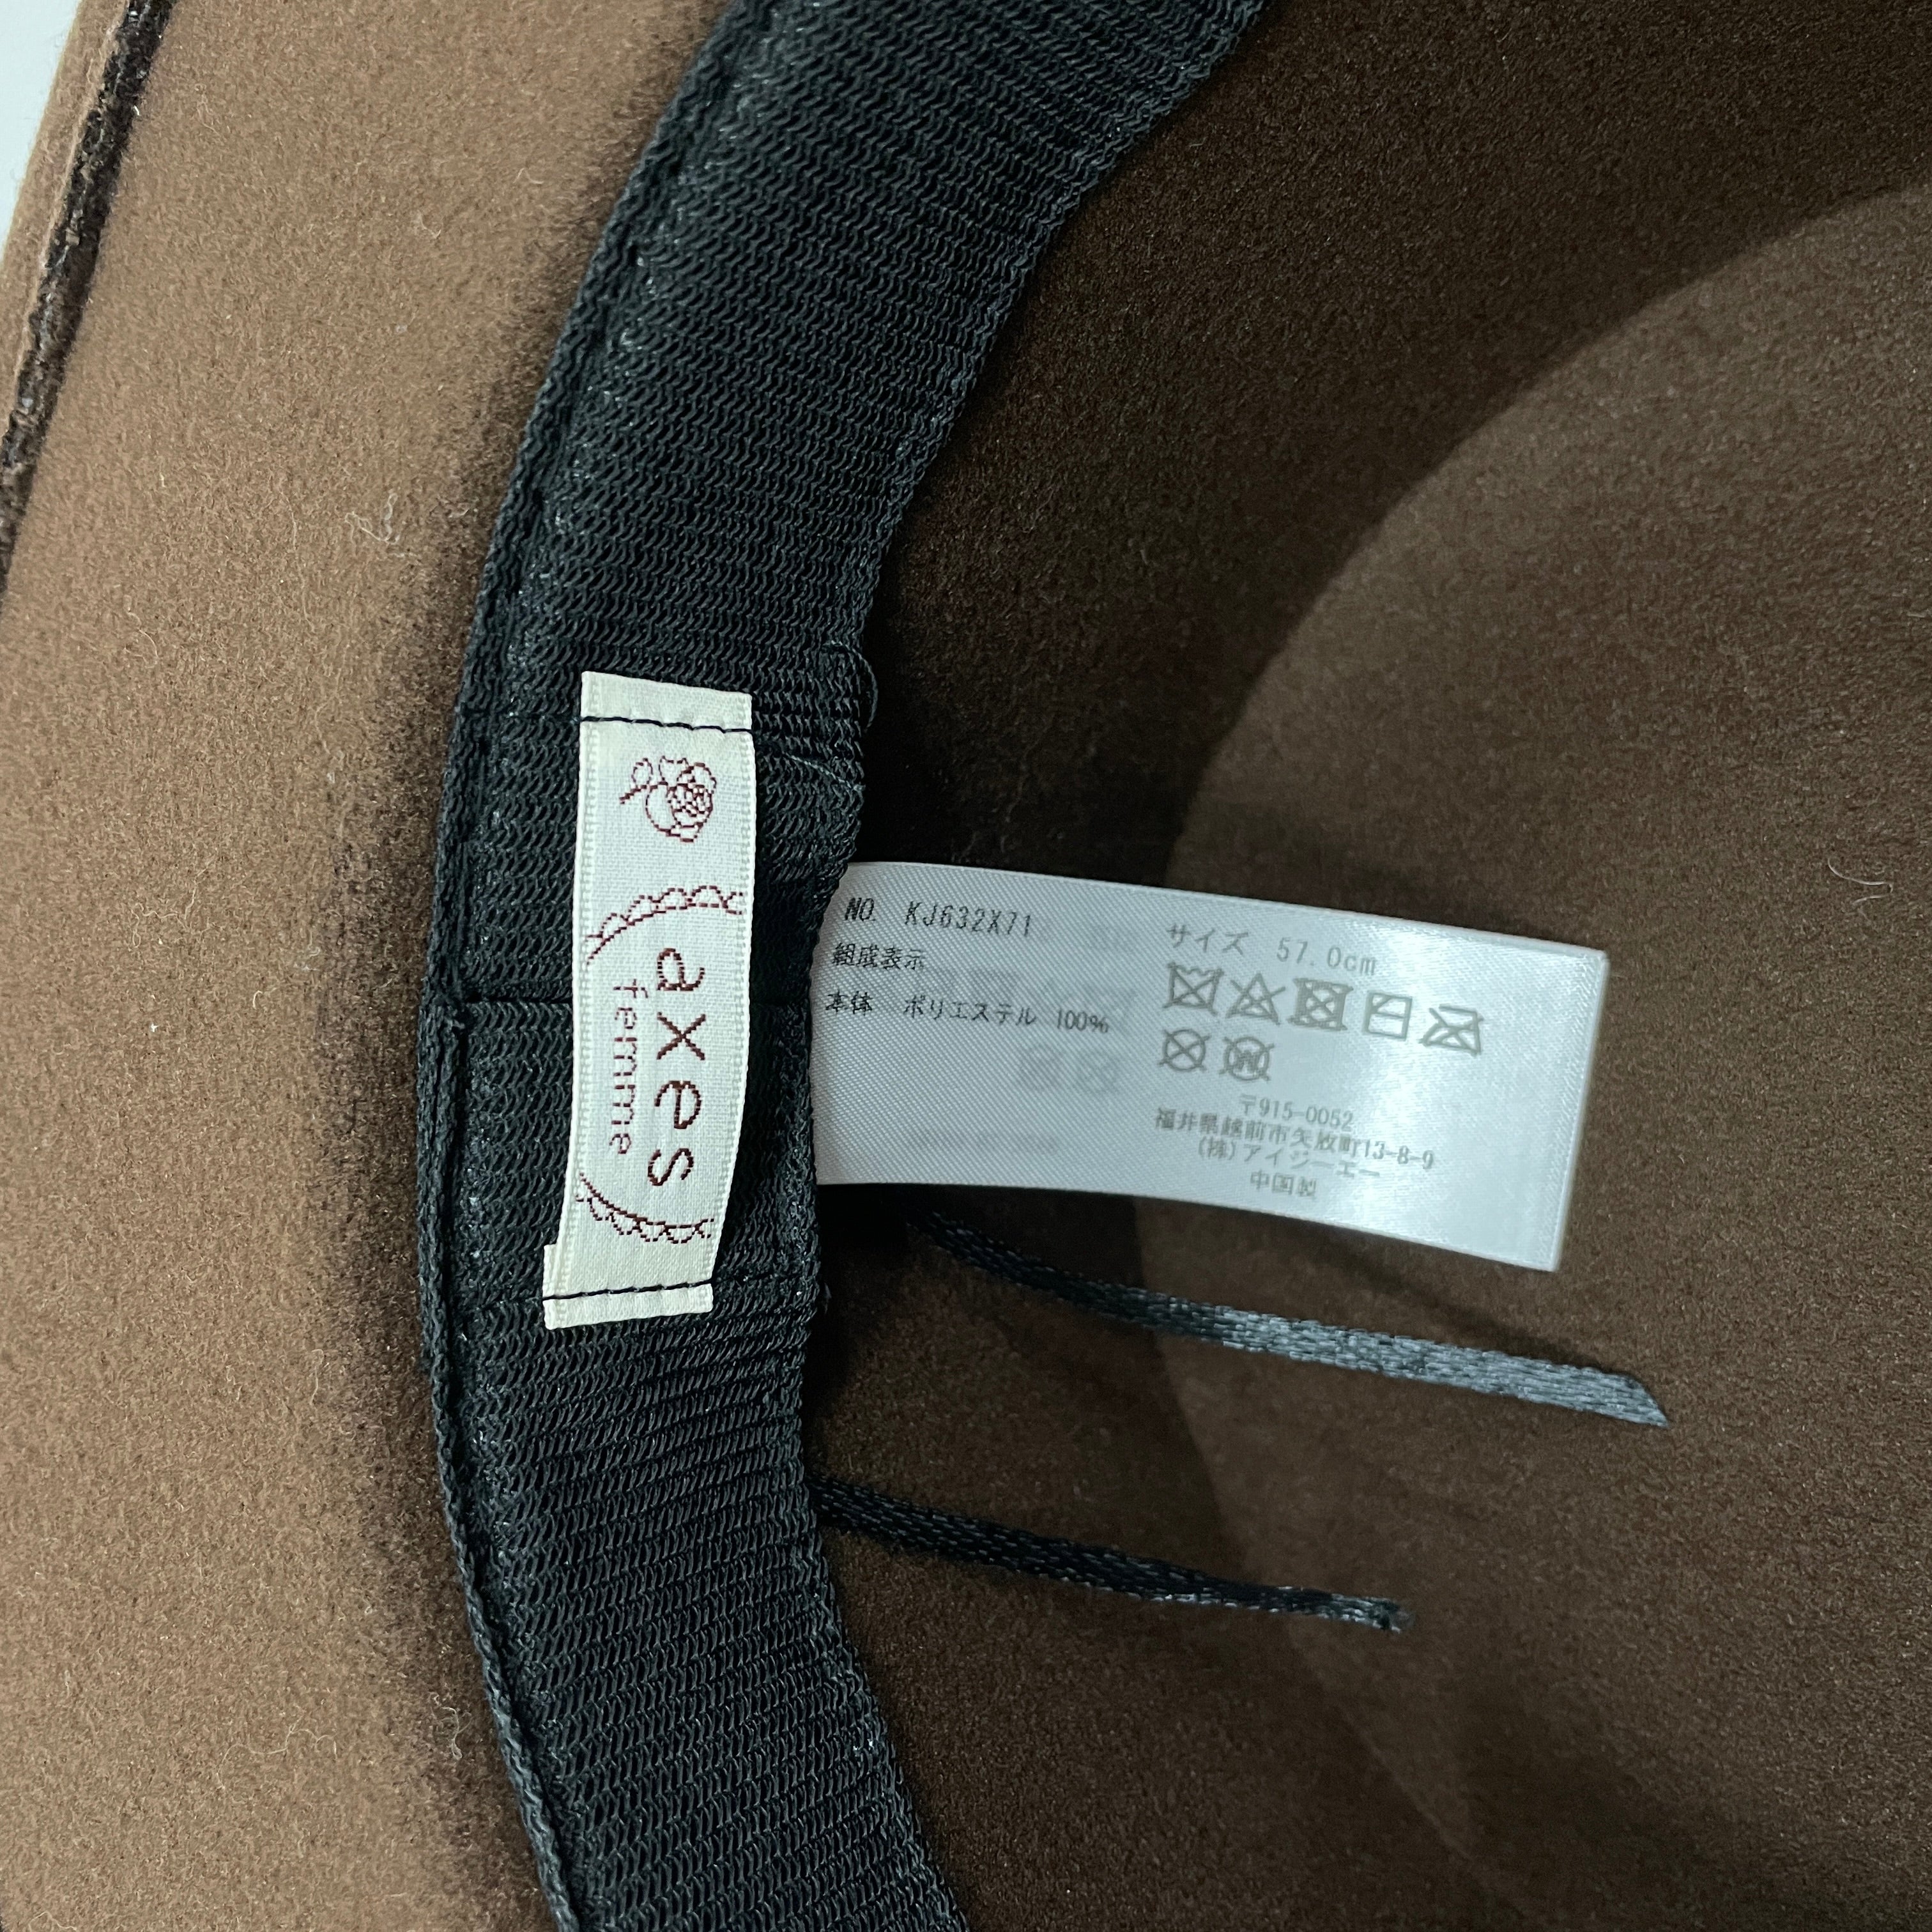 axes
femme
NO. KJ632X71
組成表示
本体 ポリエステル 100%
サイズ 57.0cm
〒915-0052
福井県越前市矢放町13-8-9
(株)アイジーエー
中国製